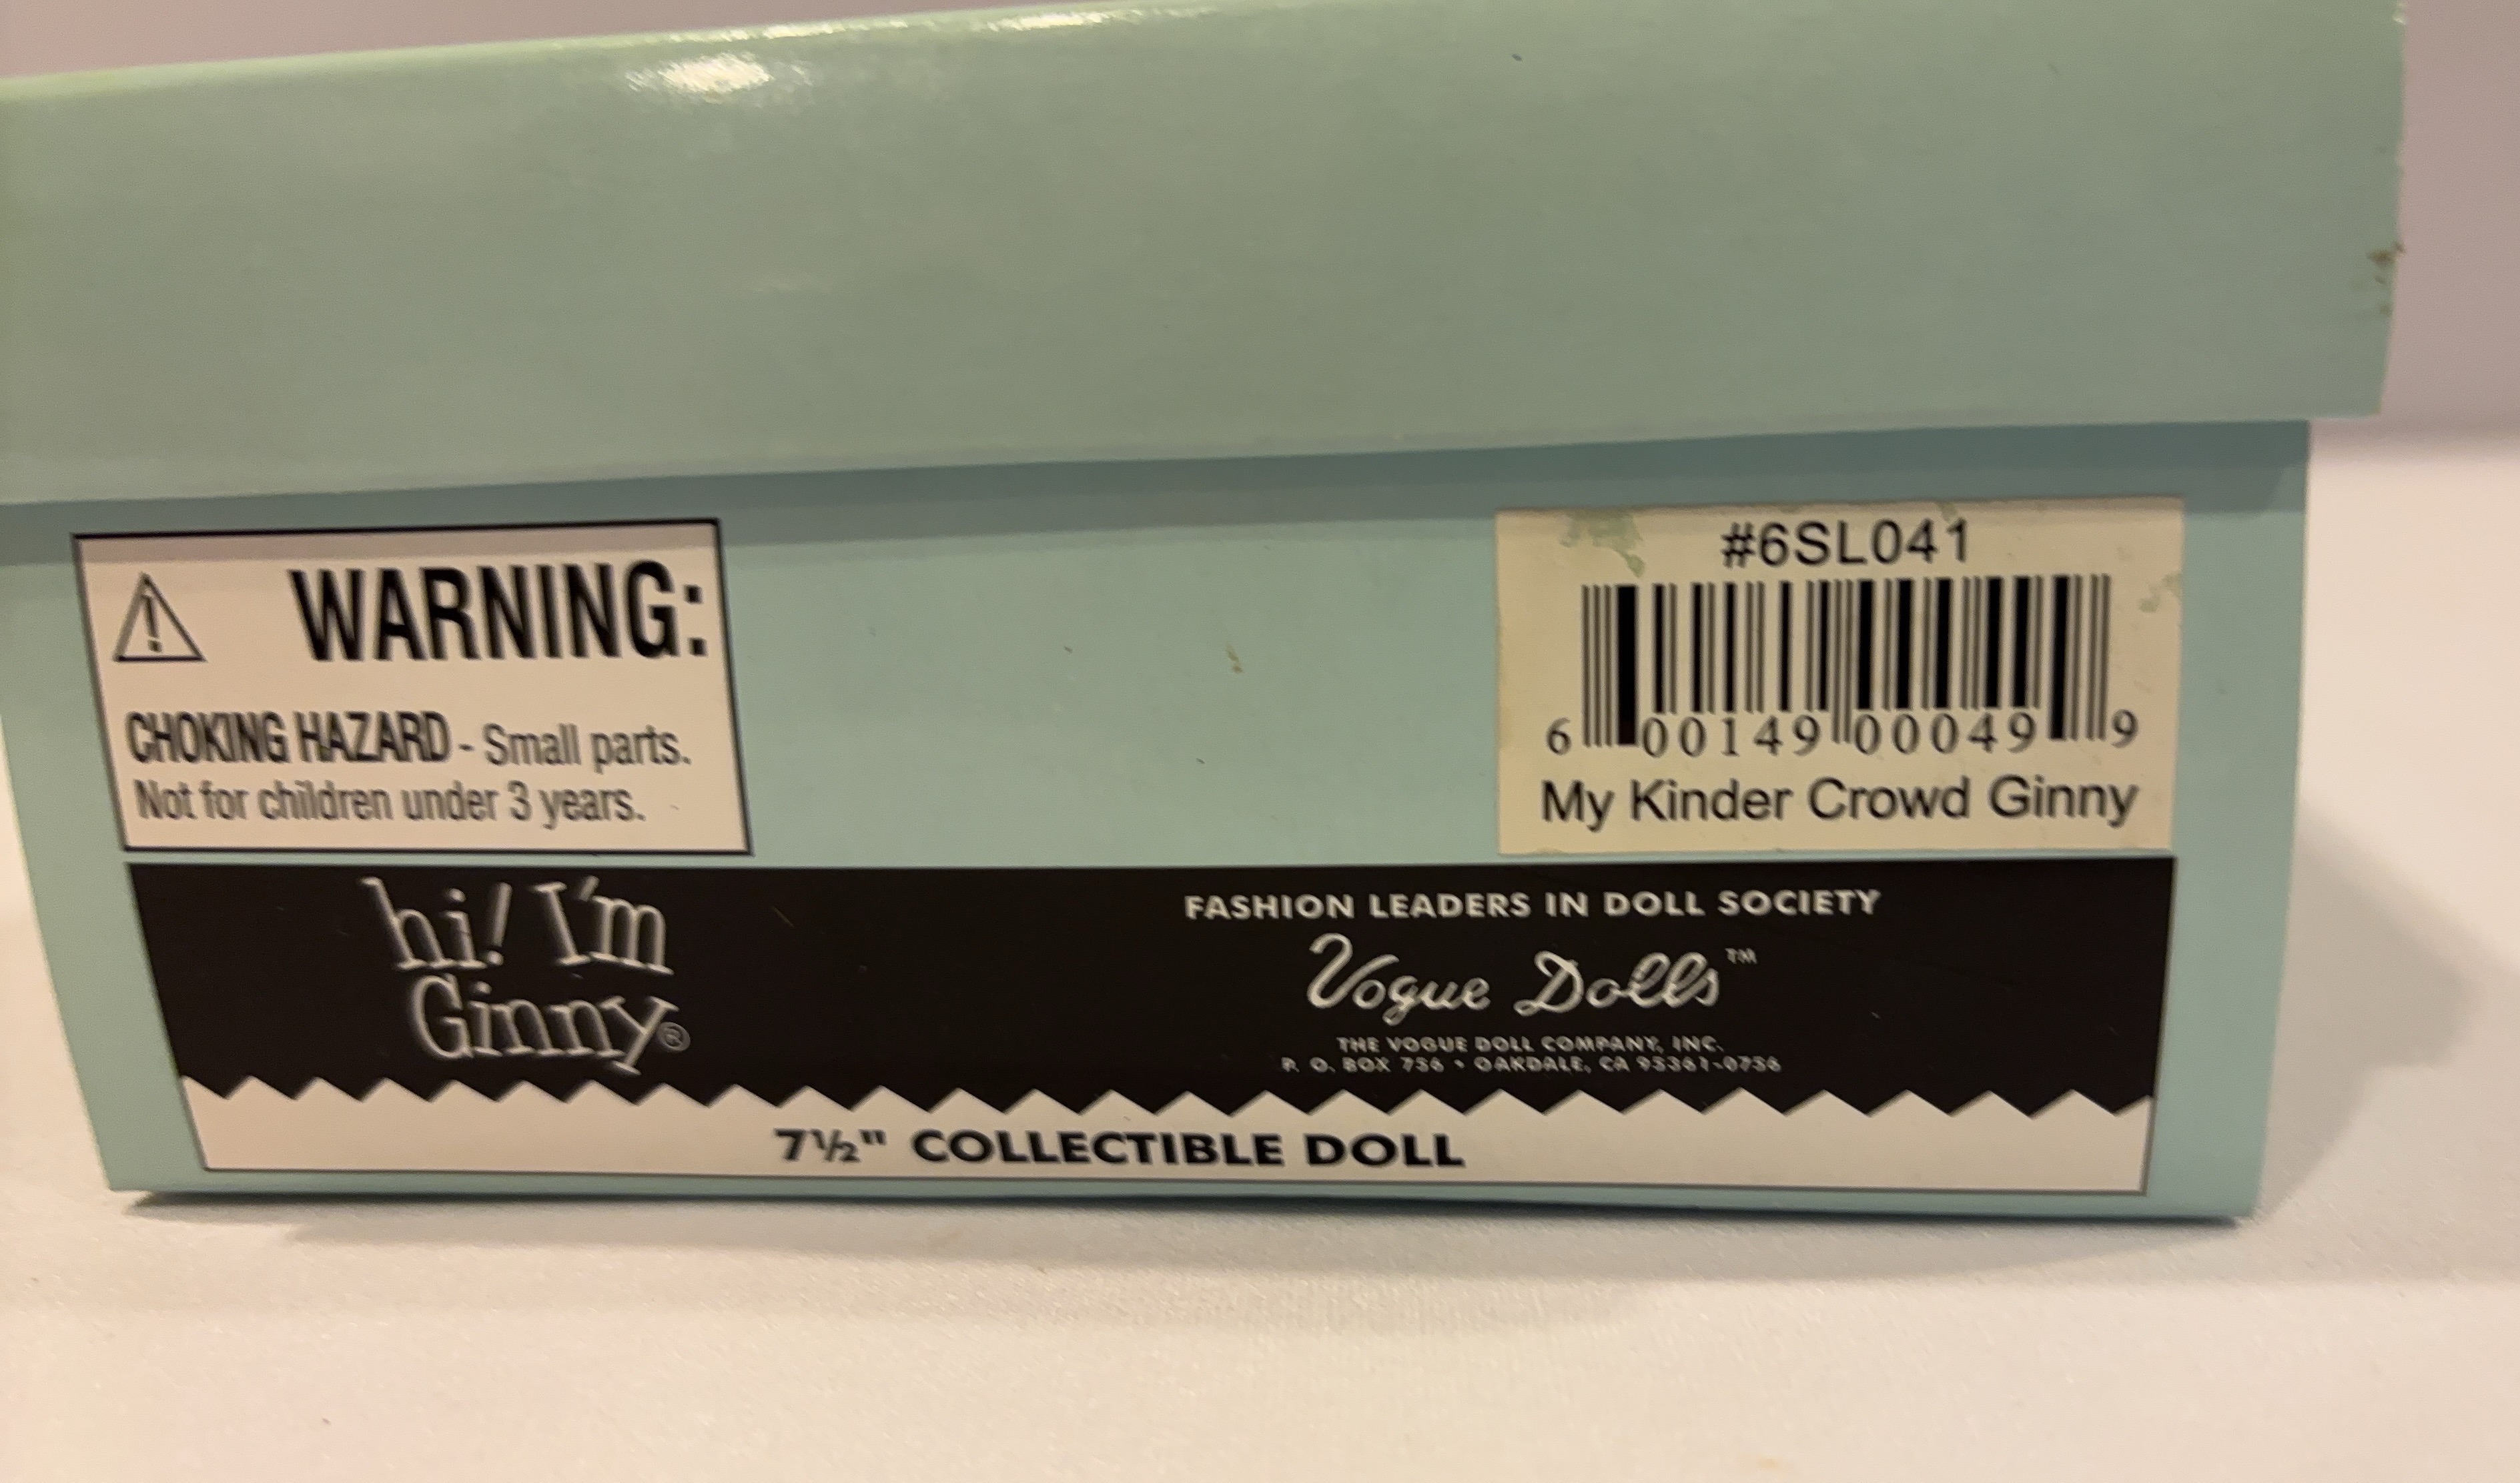 WARNING:
CHOKING HAZARD - Small parts.
Not for children under 3 years.
#6SL041
6 00149 00049 9
My Kinder Crowd Ginny
hi! I'm
Ginny®
FASHION LEADERS IN DOLL SOCIETY
Vogue Dolls™
THE VOGUE DOLL COMPANY, INC.
P. O. BOX 756 • OAKDALE, CA 95361-0756
7½" COLLECTIBLE DOLL